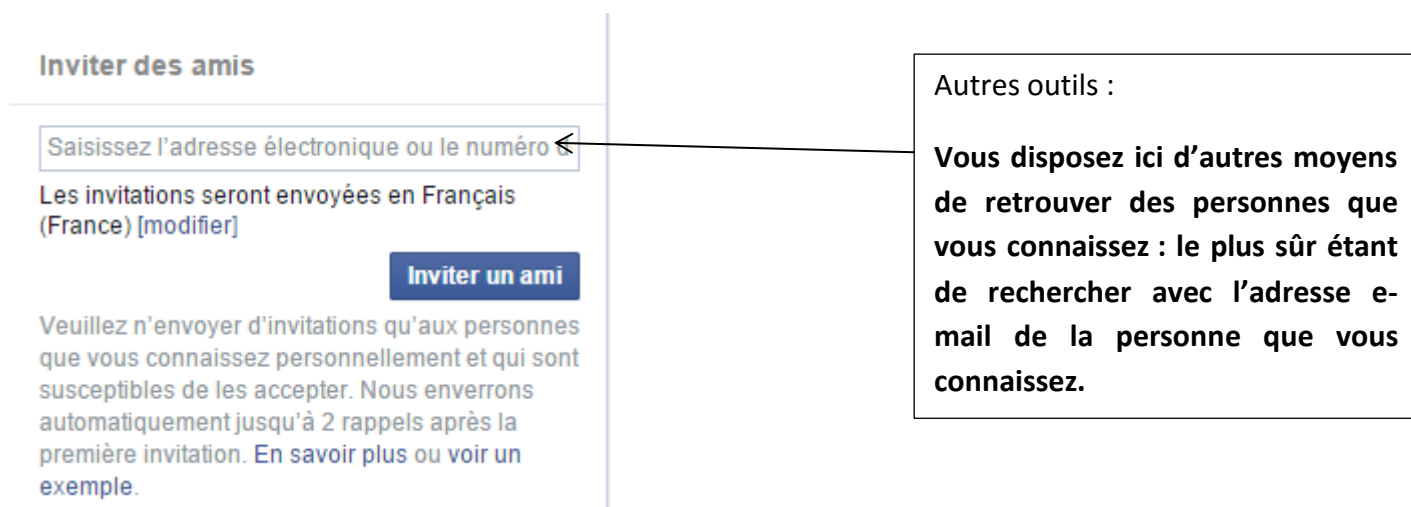 Inviter des amis
Saisissez l'adresse électronique ou le numéro
Les invitations seront envoyées en Français
(France) [modifier]
Inviter un ami
Veuillez n'envoyer d'invitations qu'aux personnes
que vous connaissez personnellement et qui sont
susceptibles de les accepter. Nous enverrons
automatiquement jusqu'à 2 rappels après la
première invitation. En savoir plus ou voir un
exemple.
Autres outils :
Vous disposez ici d’autres moyens
de retrouver des personnes que
vous connaissez : le plus sûr étant
de rechercher avec l’adresse e-
mail de la personne que vous
connaissez.